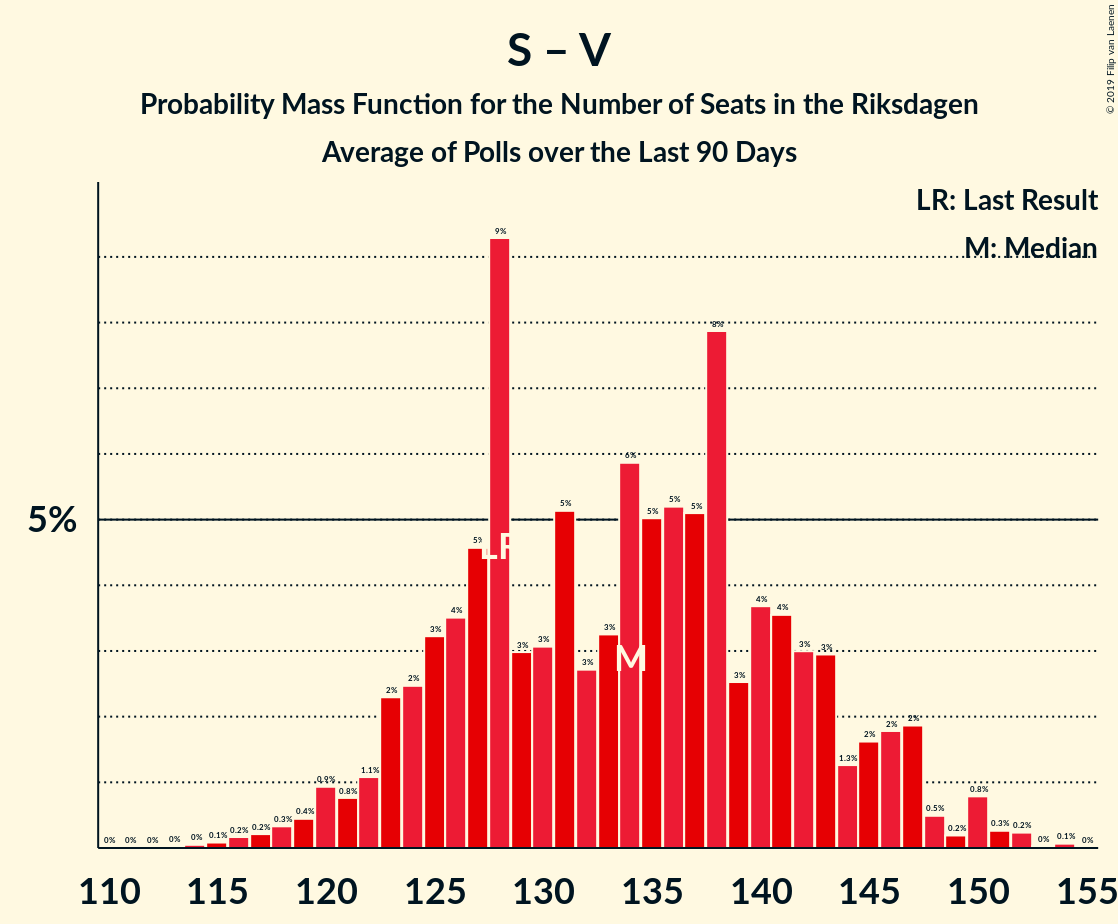 S – V
Probability Mass Function for the Number of Seats in the Riksdagen
Average of Polls over the Last 90 Days
© 2019 Filip van Laenen
LR: Last Result
M: Median
5%
0% 0% 0% 0% 0% 0.1% 0.2% 0.2% 0.3% 0.4% 0.9% 0.8% 1.1% 2% 2% 3% 4% 5% 9% 3% 3% 5% 3% 3% 6% 5% 5% 5% 8% 3% 4% 4% 3% 3% 1.3% 2% 2% 2% 0.5% 0.2% 0.8% 0.3% 0.2% 0% 0.1% 0%
LR
M
110 115 120 125 130 135 140 145 150 155